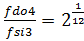 fdo4/fsi3 = 2^(1/12)